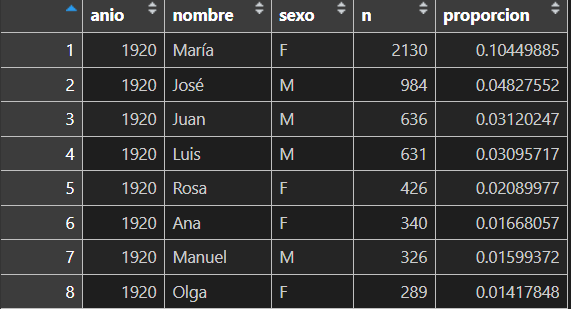 anio nombre sexo n proporcion
1 1920 María F 2130 0.10449885
2 1920 José M 984 0.04827552
3 1920 Juan M 636 0.03120247
4 1920 Luis M 631 0.03095717
5 1920 Rosa F 426 0.02089977
6 1920 Ana F 340 0.01668057
7 1920 Manuel M 326 0.01599372
8 1920 Olga F 289 0.01417848